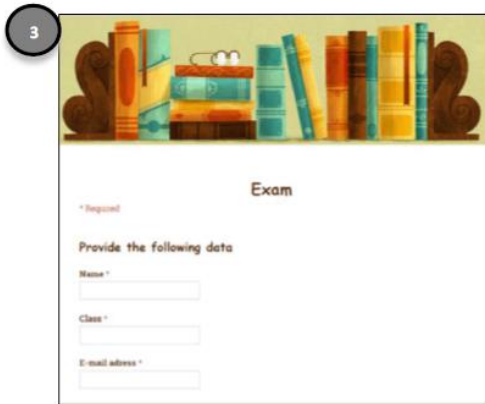 3
Exam
* Required
Provide the following data
Name *
Class *
E-mail adress *